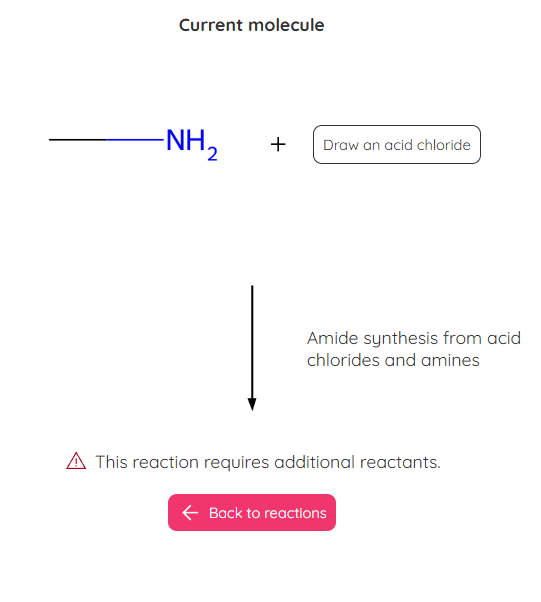 Current molecule
NH2
+
Draw an acid chloride
Amide synthesis from acid
chlorides and amines
This reaction requires additional reactants.
Back to reactions